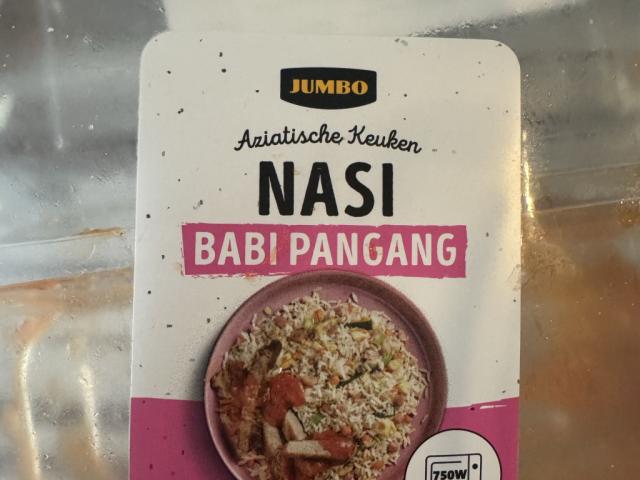 JUMBO
Aziatische Keuken
NASI
BABI PANGANG
750W